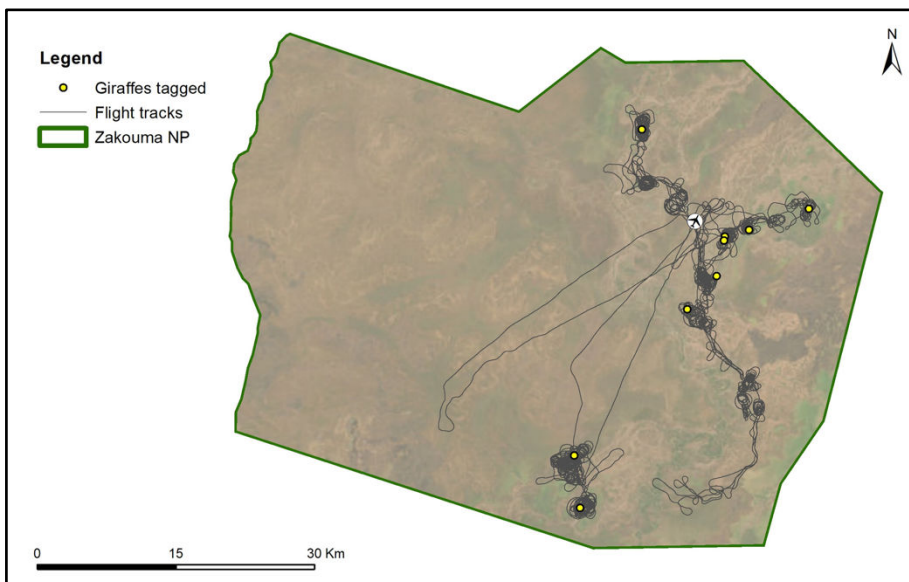 Legend
Giraffes tagged
Flight tracks
Zakouma NP
N
0 15 30 Km